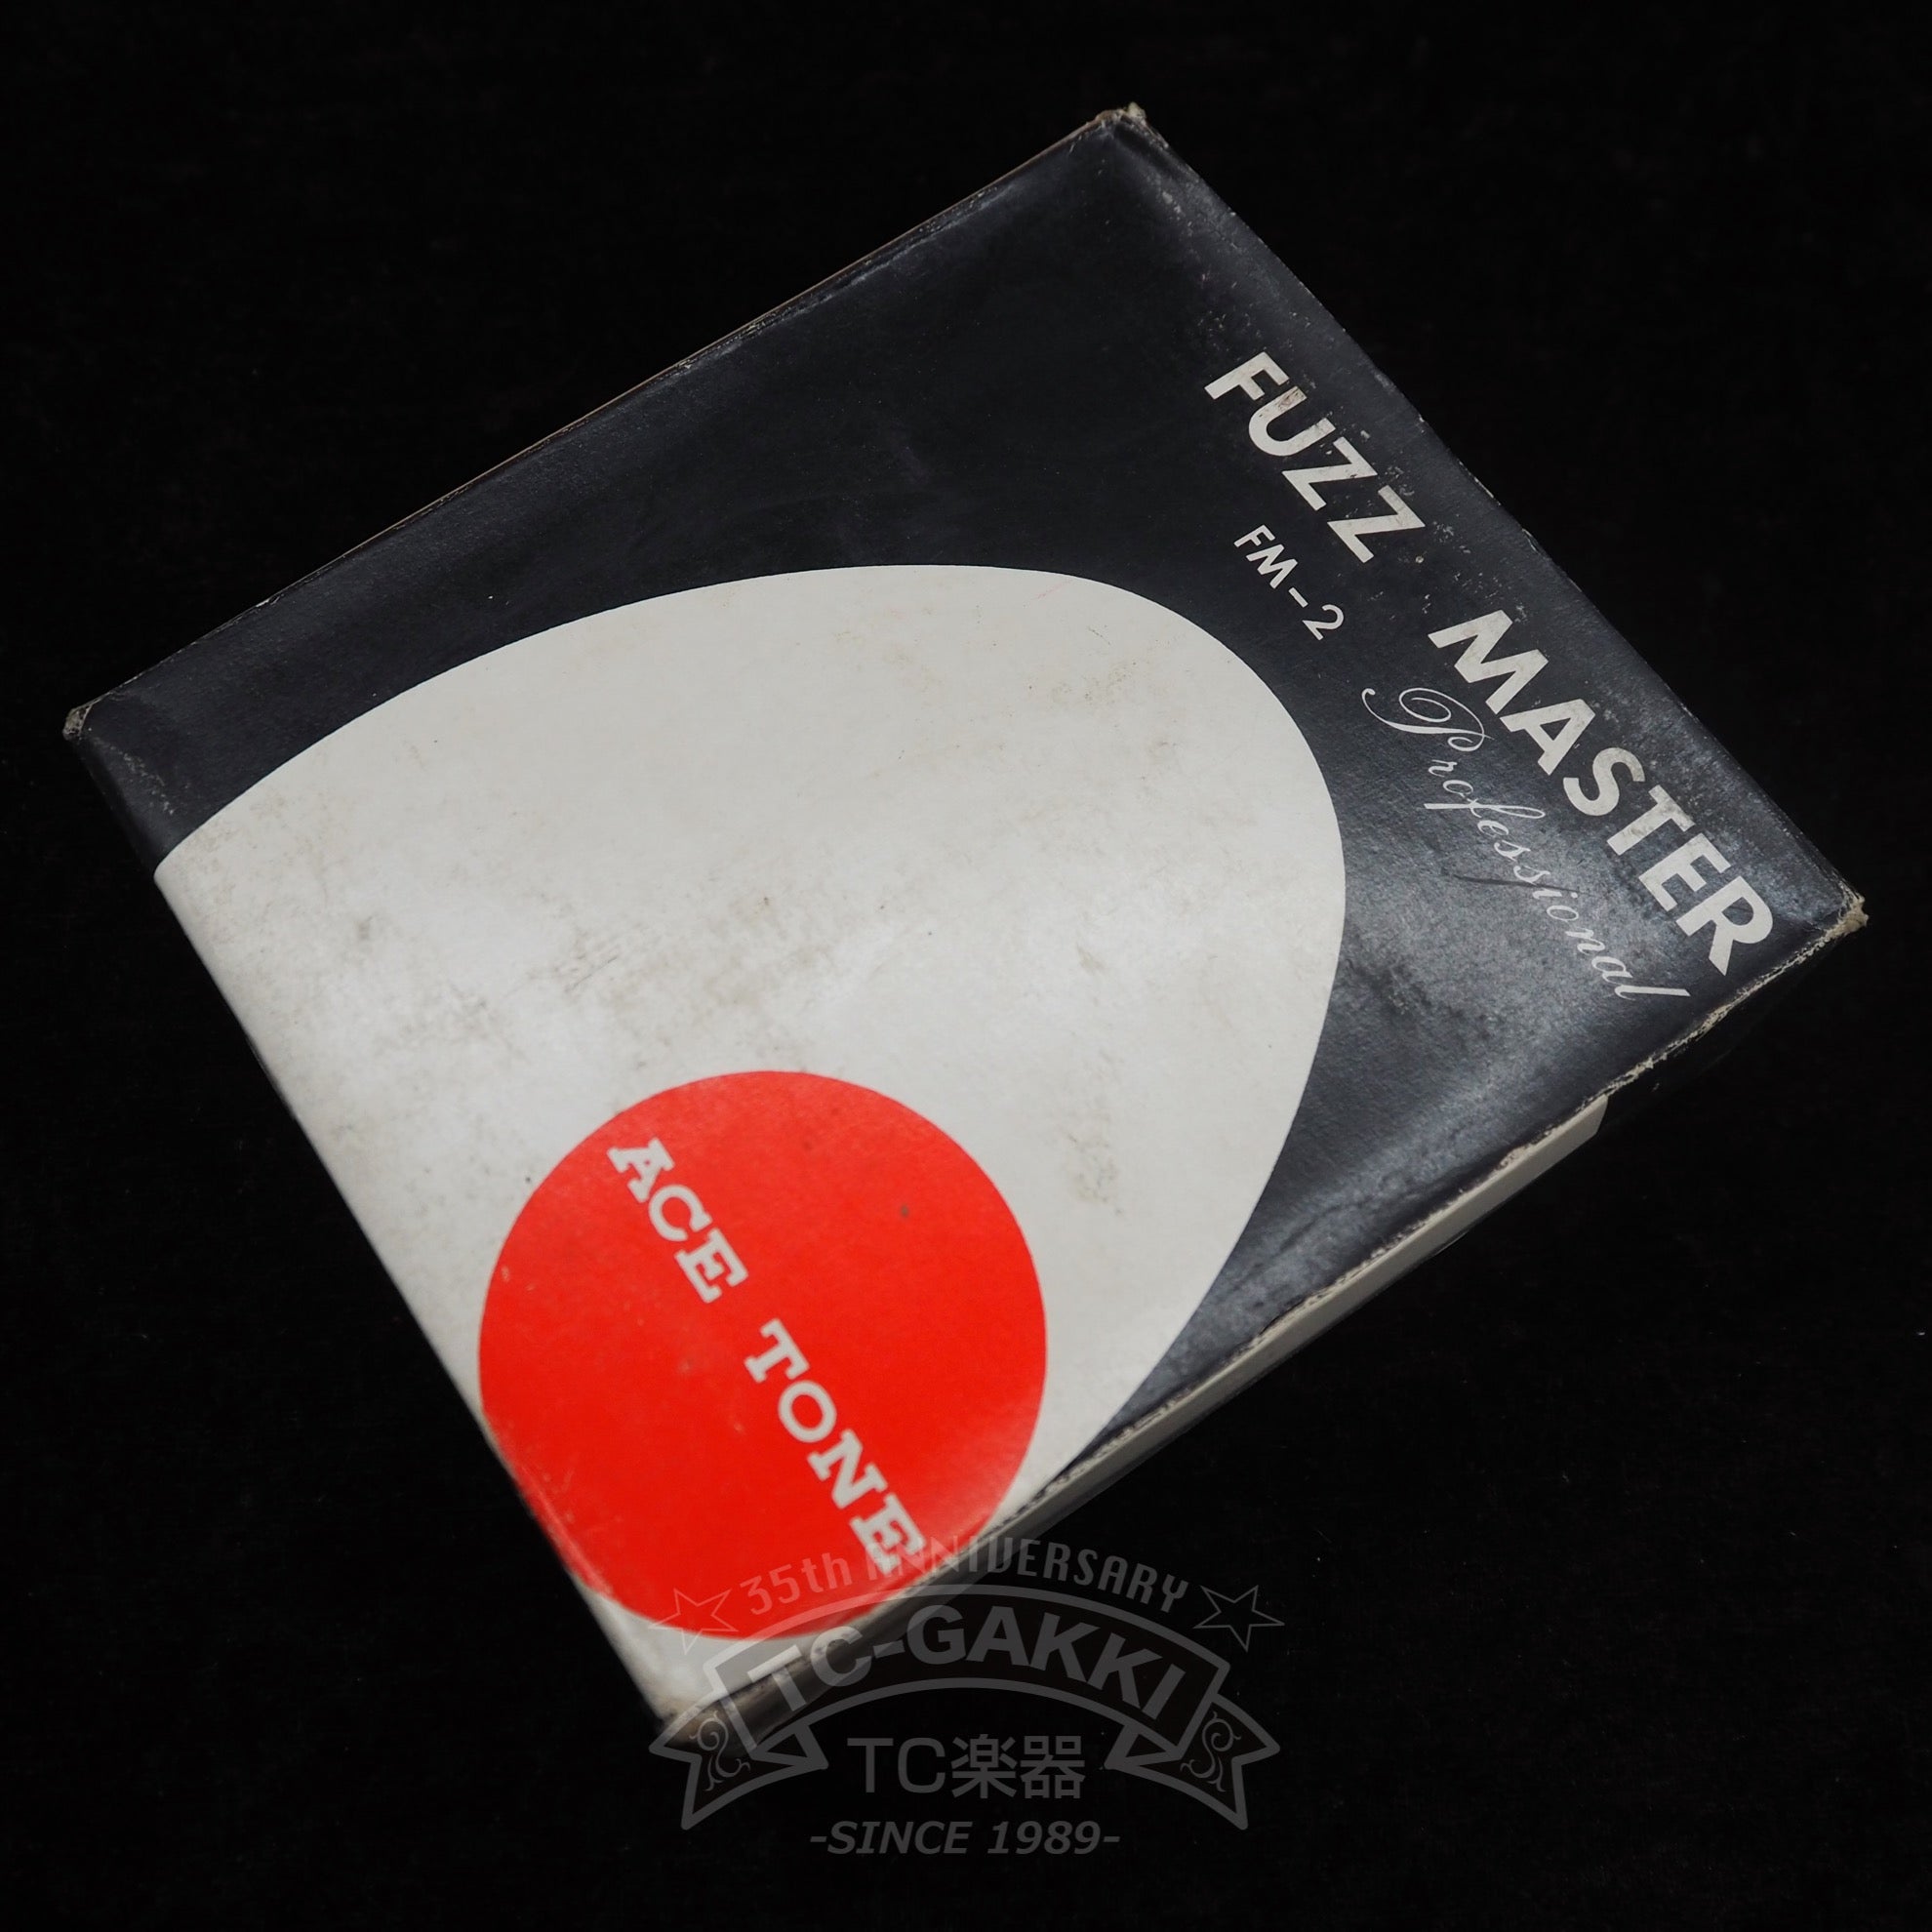 FUZZ MASTER
FM-2
Professional
ACE TONE
35th ANNIVERSARY
TC-GAKKI
TC楽器
-SINCE 1989-